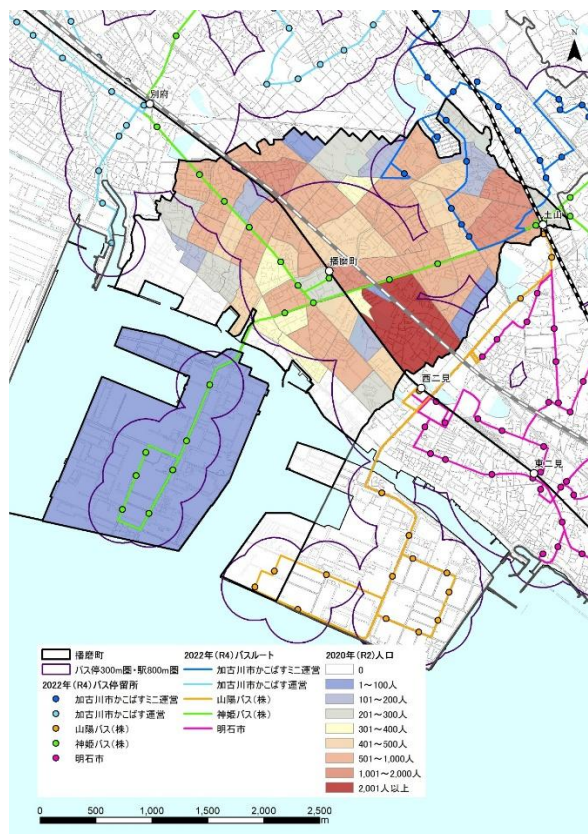 N
別府
土山
播磨町
西二見
東二見
播磨町
バス停300m圏・駅800m圏
2022年(R4)バス停留所
加古川市かこばすミニ運営
加古川市かこばす運営
山陽バス(株)
神姫バス(株)
明石市
2022年(R4)バスルート
加古川市かこばすミニ運営
加古川市かこばす運営
山陽バス(株)
神姫バス(株)
明石市
2020年(R2)人口
0
1～100人
101～200人
201～300人
301～400人
401～500人
501～1,000人
1,001～2,000人
2,001人以上
0 500 1,000 1,500 2,000 2,500
m